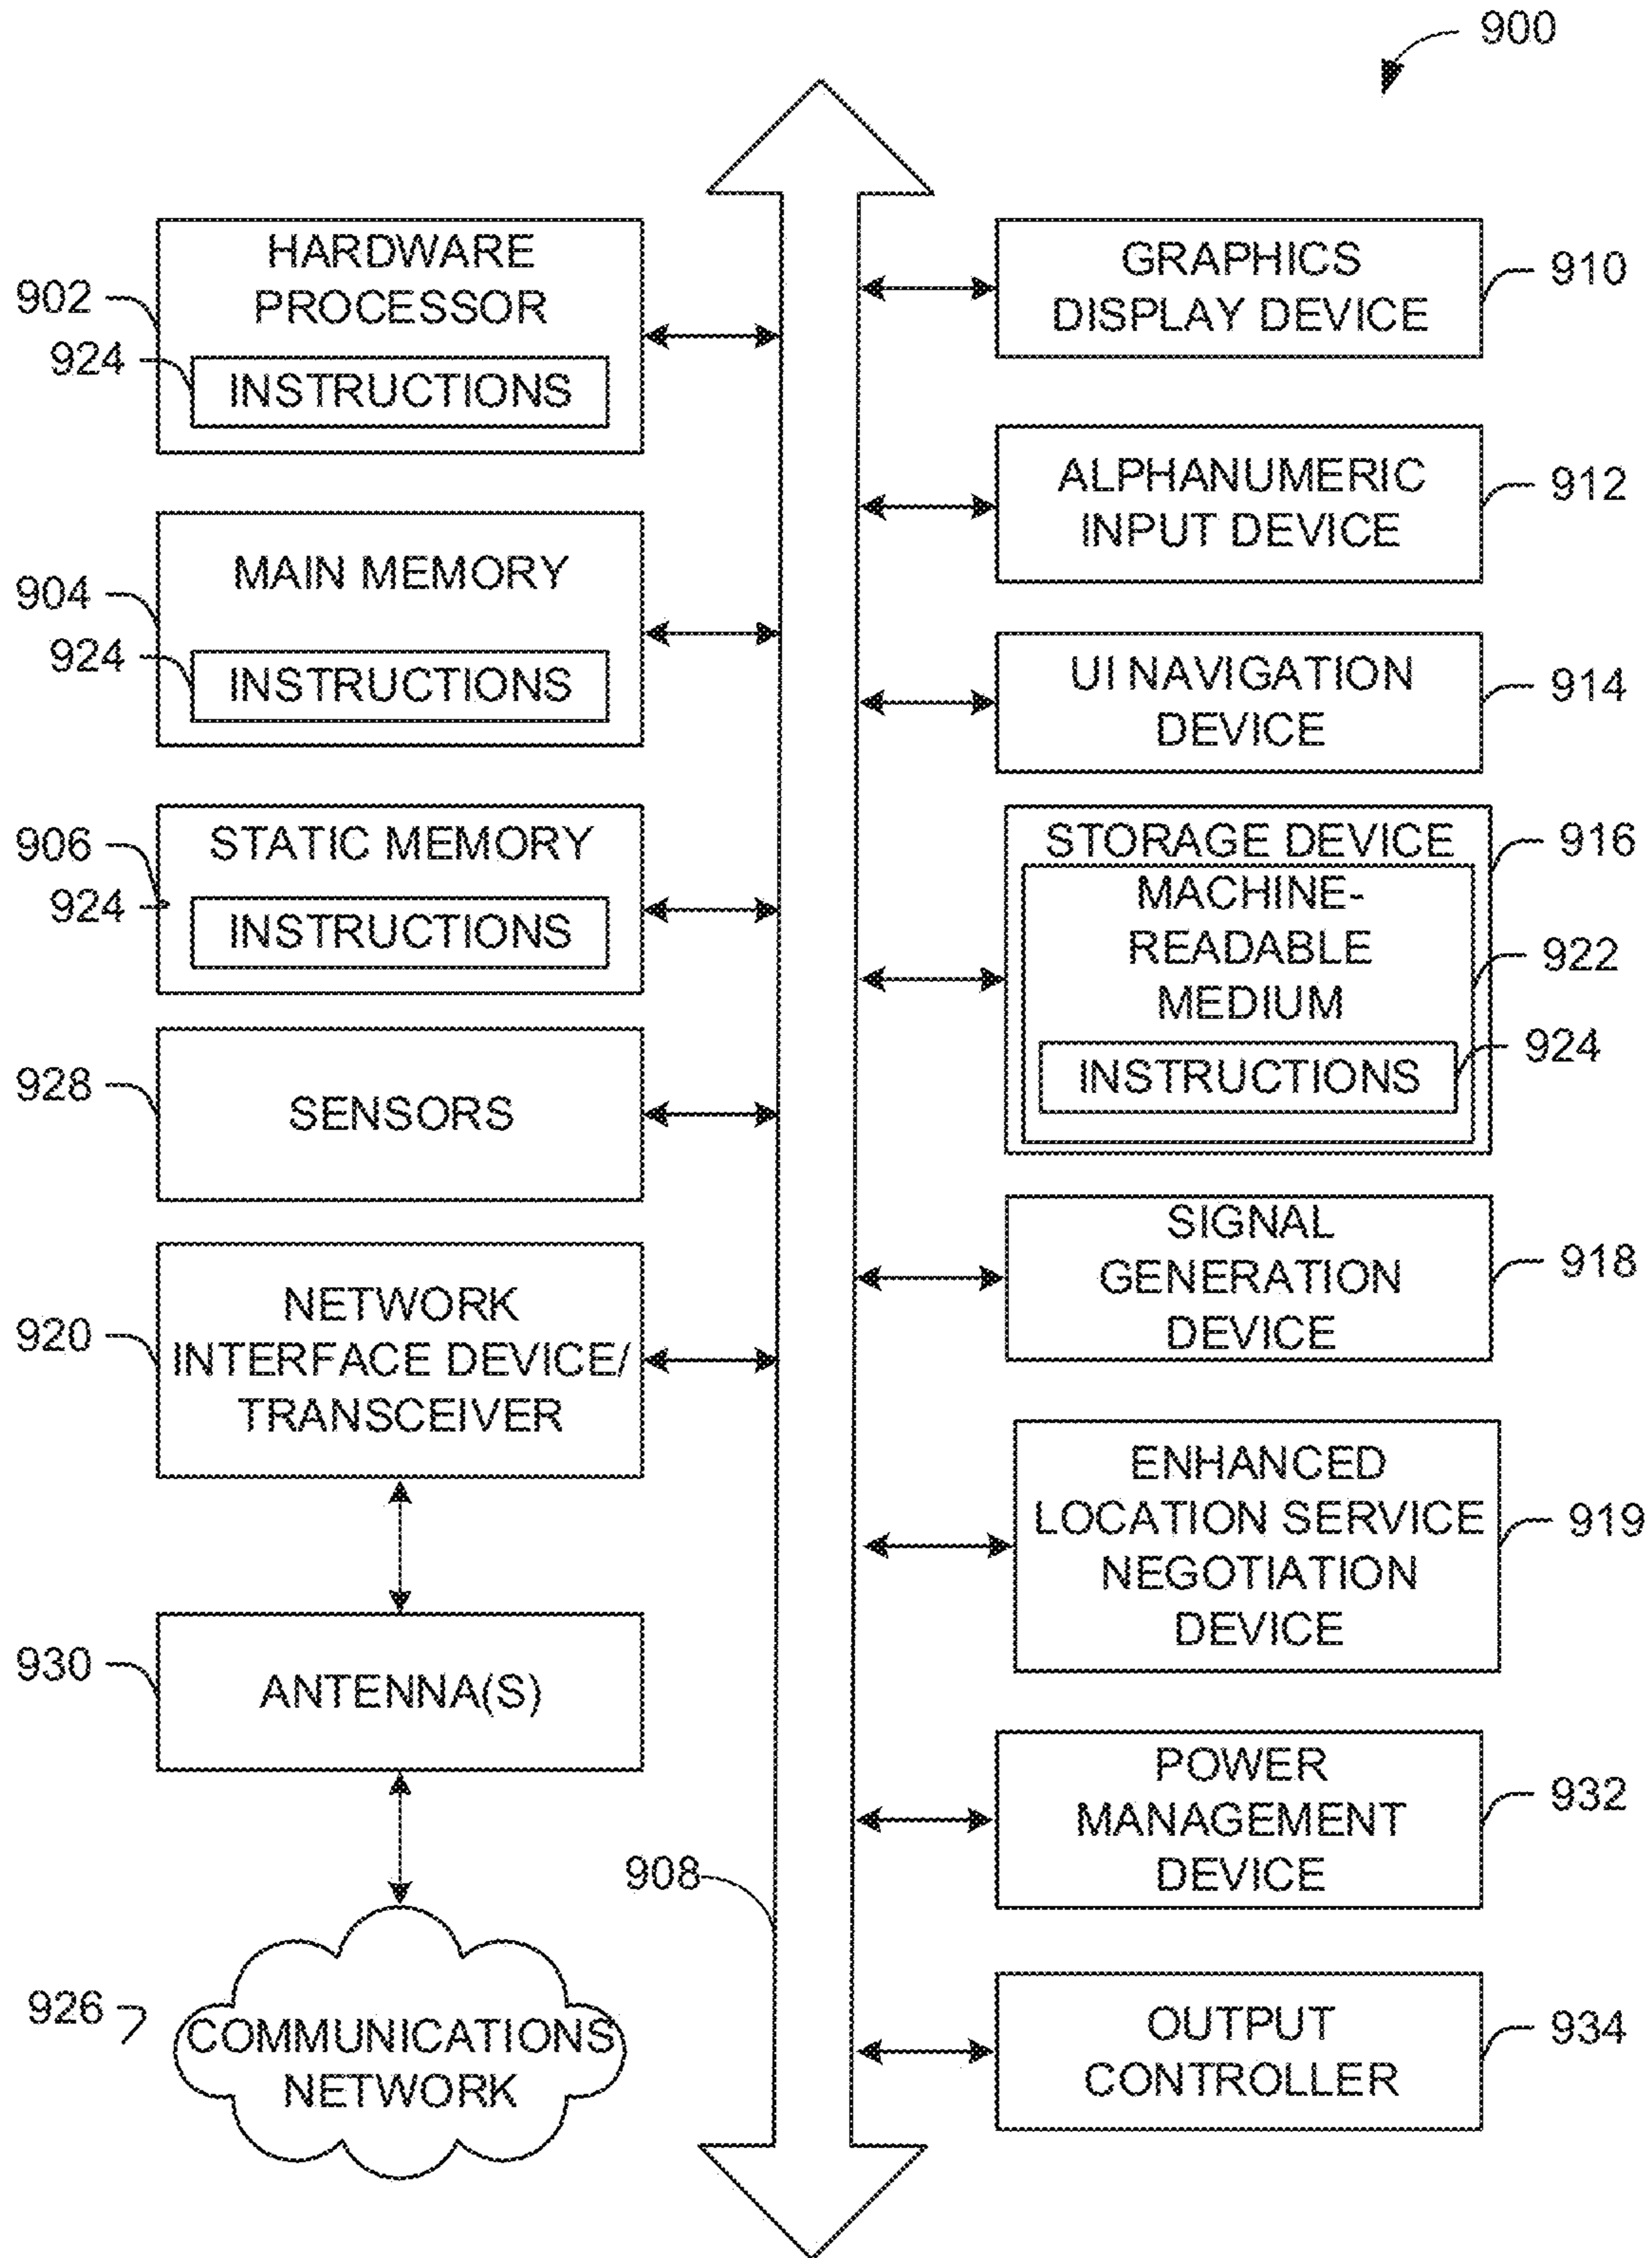 900
HARDWARE
PROCESSOR
902
924
INSTRUCTIONS
MAIN MEMORY
904
924
INSTRUCTIONS
STATIC MEMORY
906
924
INSTRUCTIONS
928
SENSORS
NETWORK
INTERFACE DEVICE/
TRANSCEIVER
920
930
ANTENNA(S)
908
926
COMMUNICATIONS
NETWORK
GRAPHICS
DISPLAY DEVICE
910
ALPHANUMERIC
INPUT DEVICE
912
UI NAVIGATION
DEVICE
914
STORAGE DEVICE
916
MACHINE-
READABLE
MEDIUM
922
INSTRUCTIONS
924
SIGNAL
GENERATION
DEVICE
918
ENHANCED
LOCATION SERVICE
NEGOTIATION
DEVICE
919
POWER
MANAGEMENT
DEVICE
932
OUTPUT
CONTROLLER
934